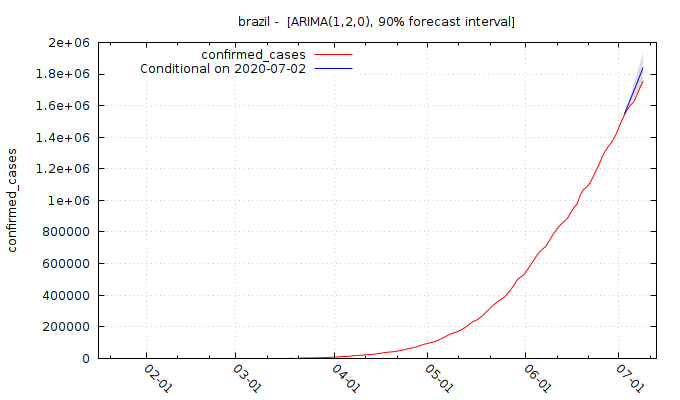 brazil -  [ARIMA(1,2,0), 90% forecast interval]
2e+06
confirmed_cases
Conditional on 2020-07-02
1.8e+06
1.6e+06
1.4e+06
1.2e+06
1e+06
800000
600000
400000
200000
0
confirmed_cases
02-01
03-01
04-01
05-01
06-01
07-01